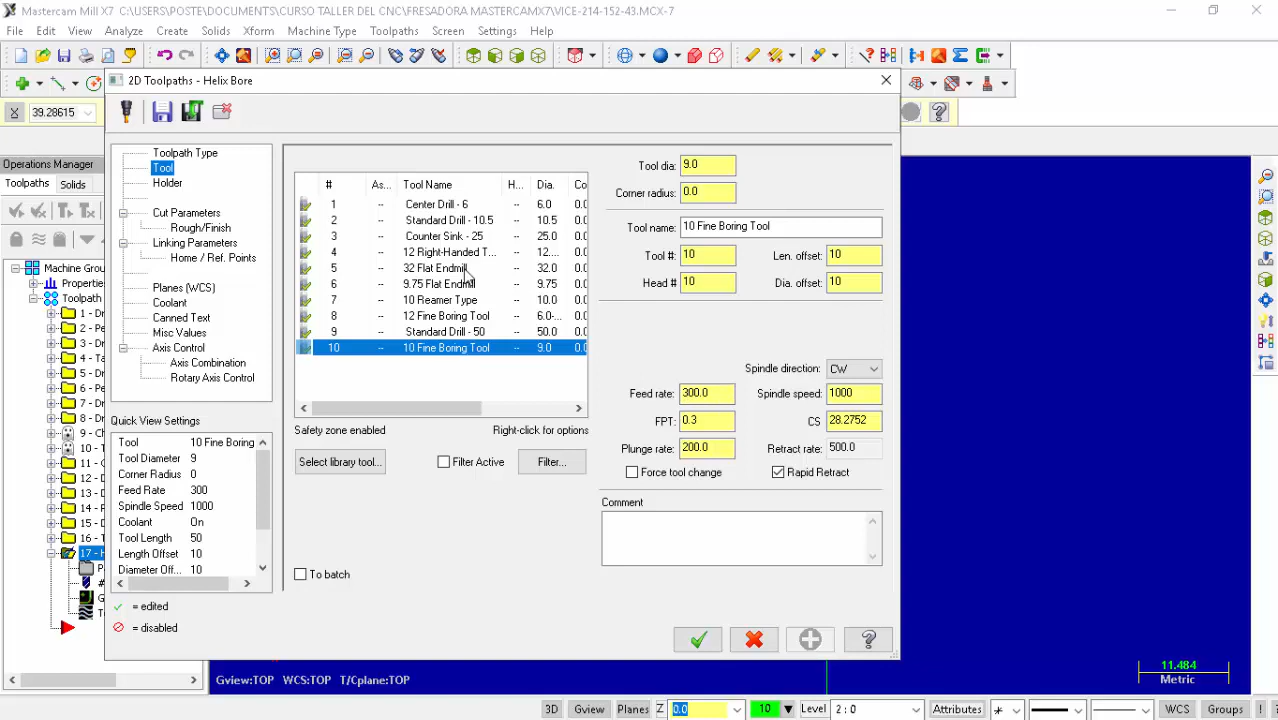 Mastercam Mill X7 C:\USERS\POSTE\DOCUMENTS\CURSO TALLER DEL CNC\FRESADORA MASTERCAMX7\VICE-214-152-43.MCX-7
File Edit View Analyze Create Solids Xform Machine Type Toolpaths Screen Settings Help
2D Toolpaths - Helix Bore
39.28615
Operations Manager
Toolpaths Solids
Machine Grou
Properties
Toolpath
1 - Dr
2 - Pe
3 - Dr
4 - Ta
5 - Dr
6 - Dr
7 - Dr
8 - Dr
9 - Ch
10 -
11 - C
12 - D
13 - D
14 - P
15 - D
16 - T
17 - H
P
#
G
T
Toolpath Type
Tool
Holder
Cut Parameters
Rough/Finish
Linking Parameters
Home / Ref. Points
Planes (WCS)
Coolant
Canned Text
Misc Values
Axis Control
Axis Combination
Rotary Axis Control
Quick View Settings
Tool 10 Fine Boring
Tool Diameter 9
Corner Radius 0
Feed Rate 300
Spindle Speed 1000
Coolant On
Tool Length 50
Length Offset 10
Diameter Off... 10
= edited
= disabled
# As... Tool Name H... Dia. Co
1 -- Center Drill - 6 -- 6.0 0.0
2 -- Standard Drill - 10.5 -- 10.5 0.0
3 -- Counter Sink - 25 -- 25.0 0.0
4 -- 12 Right-Handed T... -- 12.... 0.0
5 -- 32 Flat Endmill -- 32.0 0.0
6 -- 9.75 Flat Endmill -- 9.75 0.0
7 -- 10 Reamer Type -- 10.0 0.0
8 -- 12 Fine Boring Tool -- 6.0-... 0.0
9 -- Standard Drill - 50 -- 50.0 0.0
10 -- 10 Fine Boring Tool -- 9.0 0.0
Safety zone enabled Right-click for options
Select library tool... Filter Active Filter...
To batch
Tool dia: 9.0
Corner radius: 0.0
Tool name: 10 Fine Boring Tool
Tool #: 10 Len. offset: 10
Head # 10 Dia. offset: 10
Spindle direction: CW
Feed rate: 300.0 Spindle speed: 1000
FPT: 0.3 CS 28.2752
Plunge rate: 200.0 Retract rate: 500.0
Force tool change Rapid Retract
Comment
11.484
Metric
Gview:TOP WCS:TOP T/Cplane:TOP
3D Gview Planes Z 0.0 10 Level 2 : 0 Attributes WCS Groups